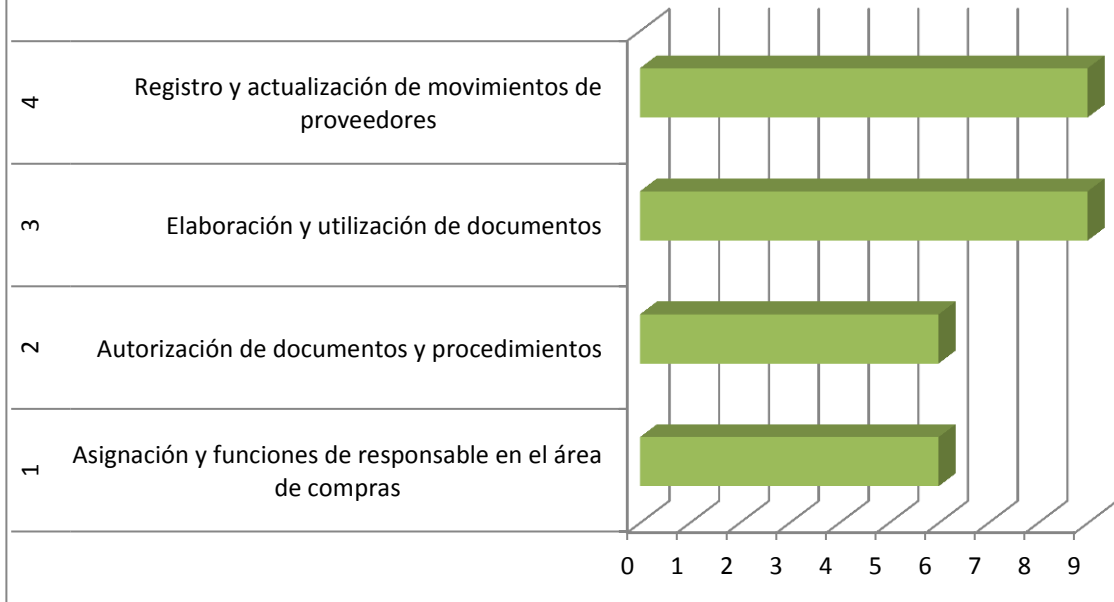 4
Registro y actualización de movimientos de
proveedores
3
Elaboración y utilización de documentos
2
Autorización de documentos y procedimientos
1
Asignación y funciones de responsable en el área
de compras
0 1 2 3 4 5 6 7 8 9